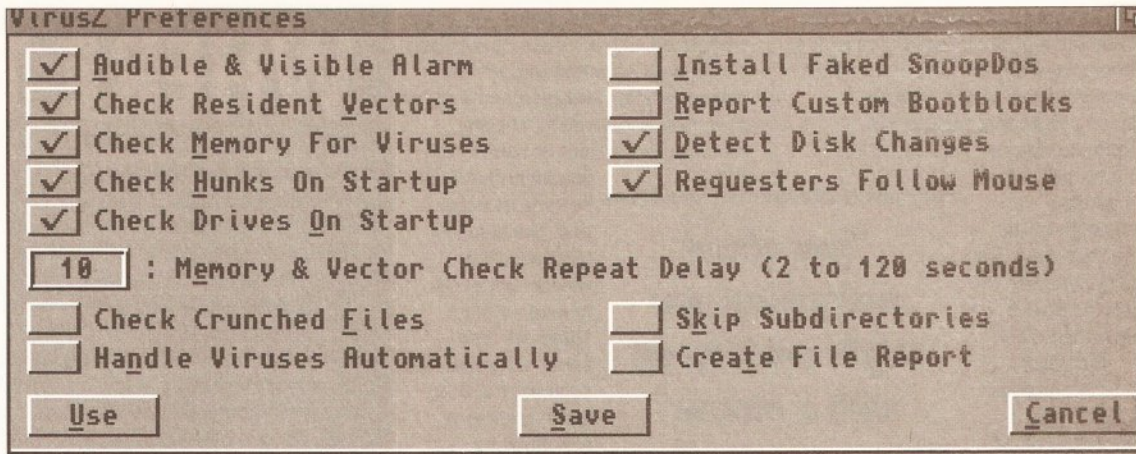 VirusZ Preferences
Audible & Visible Alarm
Check Resident Vectors
Check Memory For Viruses
Check Hunks On Startup
Check Drives On Startup
Install Faked SnoopDos
Report Custom Bootblocks
Detect Disk Changes
Requesters Follow Mouse
10 : Memory & Vector Check Repeat Delay (2 to 120 seconds)
Check Crunched Files
Handle Viruses Automatically
Skip Subdirectories
Create File Report
Use
Save
Cancel